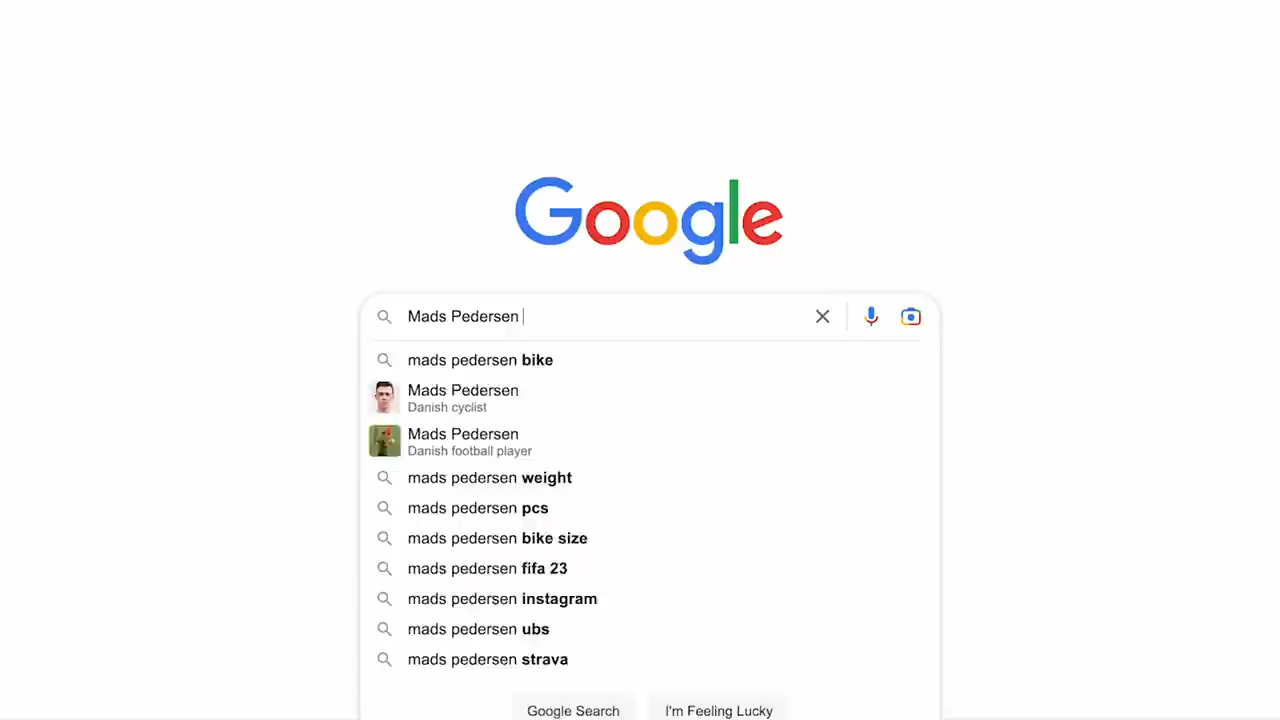 Google
Mads Pedersen
mads pedersen bike
Mads Pedersen
Danish cyclist
Mads Pedersen
Danish football player
mads pedersen weight
mads pedersen pcs
mads pedersen bike size
mads pedersen fifa 23
mads pedersen instagram
mads pedersen ubs
mads pedersen strava
Google Search I'm Feeling Lucky